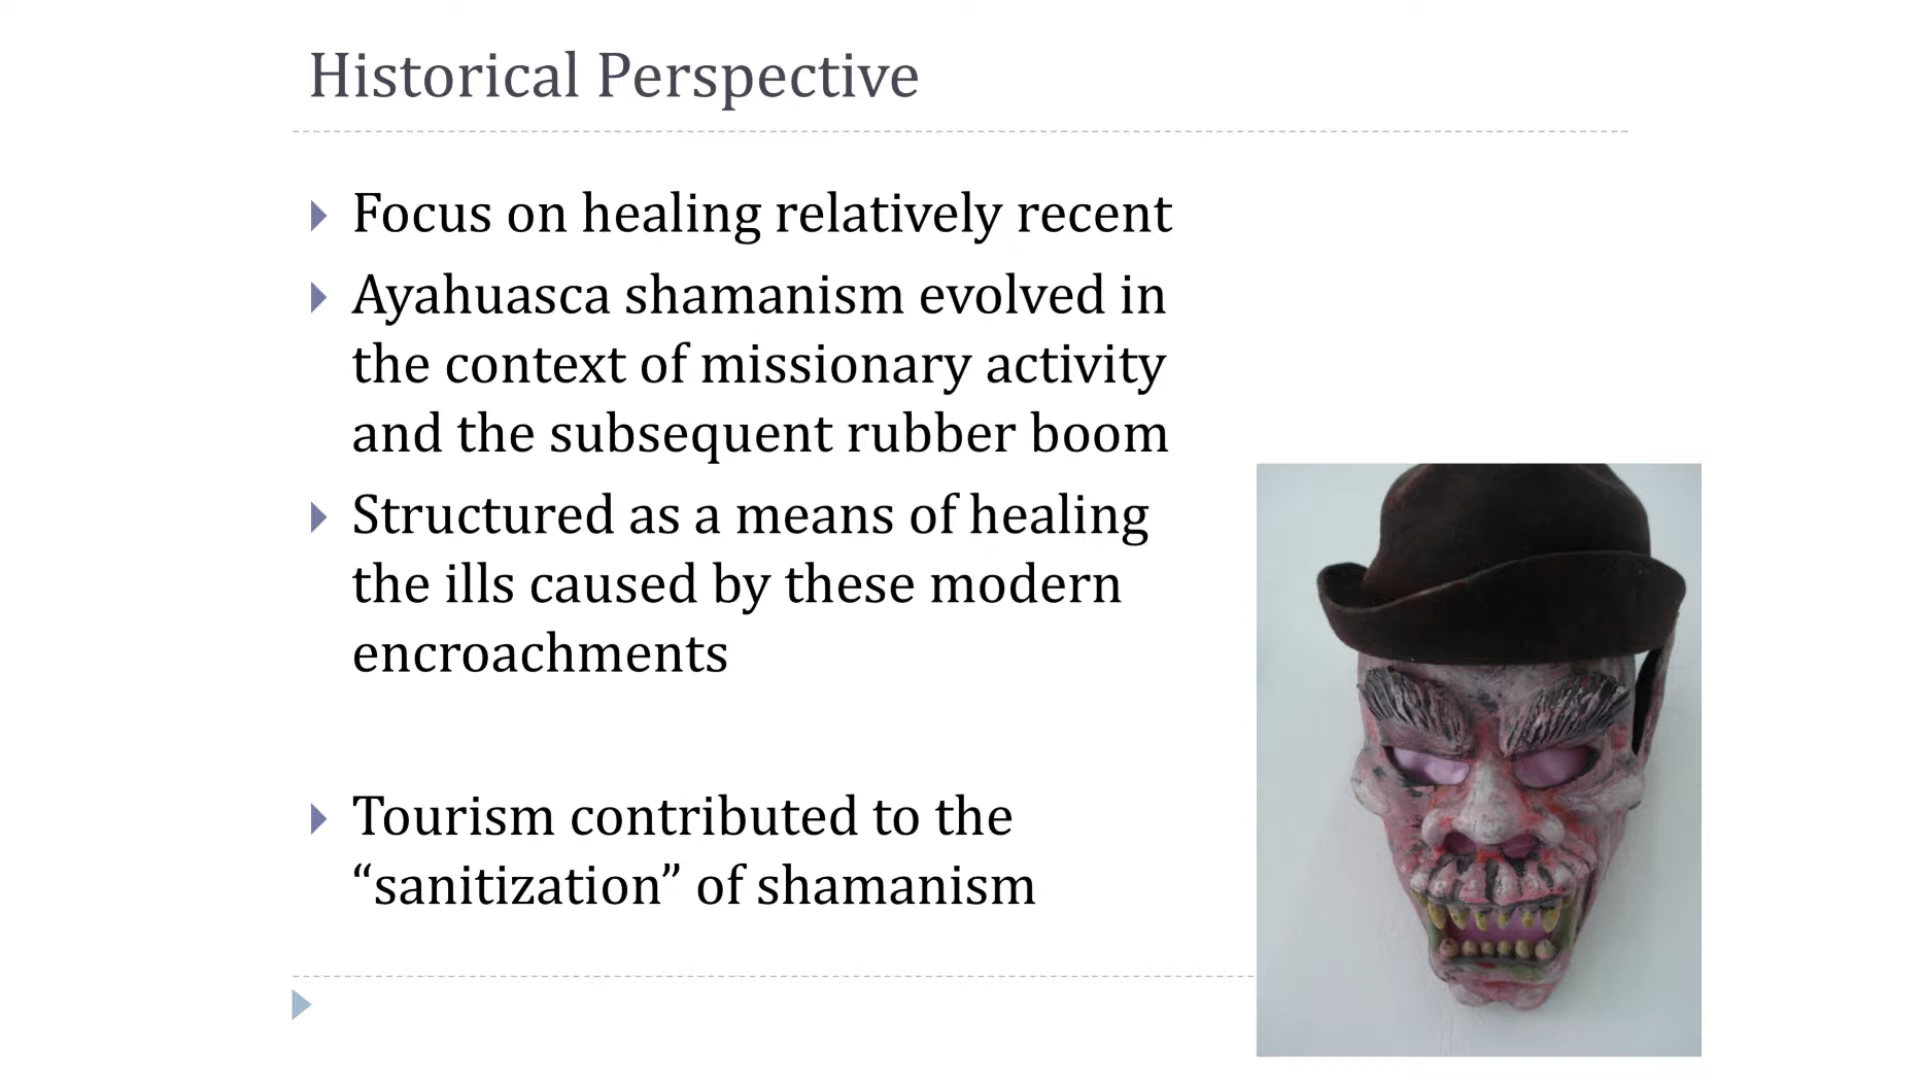 Historical Perspective
Focus on healing relatively recent
Ayahuasca shamanism evolved in
the context of missionary activity
and the subsequent rubber boom
Structured as a means of healing
the ills caused by these modern
encroachments
Tourism contributed to the
“sanitization” of shamanism